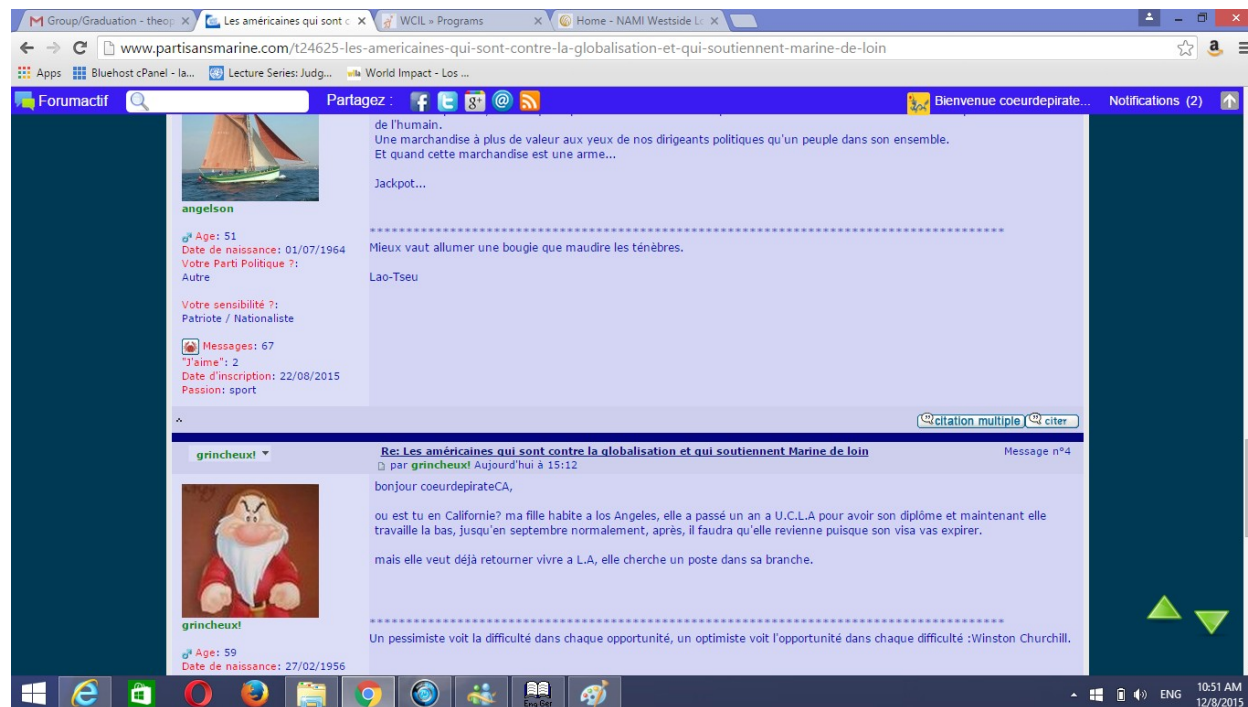 M Group/Graduation - theop
Les américaines qui sont c
WCIL » Programs
Home - NAMI Westside Lo
www.partisansmarine.com/t24625-les-americaines-qui-sont-contre-la-globalisation-et-qui-soutiennent-marine-de-loin
Apps
Bluehost cPanel - la...
Lecture Series: Judg...
World Impact - Los ...
Forumactif
Partagez :
Bienvenue coeurdepirate...
Notifications (2)
de l'humain.
Une marchandise à plus de valeur aux yeux de nos dirigeants politiques qu'un peuple dans son ensemble.
Et quand cette marchandise est une arme...
Jackpot...
angelson
Age: 51
Date de naissance: 01/07/1964
Votre Parti Politique ?:
Autre
Votre sensibilité ?:
Patriote / Nationaliste
Messages: 67
"J'aime": 2
Date d'inscription: 22/08/2015
Passion: sport
Mieux vaut allumer une bougie que maudire les ténèbres.
Lao-Tseu
citation multiple
citer
grincheux!
Re: Les américaines qui sont contre la globalisation et qui soutiennent Marine de loin
Message n°4
par grincheux! Aujourd'hui à 15:12
bonjour coeurdepirateCA,
ou est tu en Californie? ma fille habite a los Angeles, elle a passé un an a U.C.L.A pour avoir son diplôme et maintenant elle
travaille la bas, jusqu'en septembre normalement, après, il faudra qu'elle revienne puisque son visa vas expirer.
mais elle veut déjà retourner vivre a L.A, elle cherche un poste dans sa branche.
Un pessimiste voit la difficulté dans chaque opportunité, un optimiste voit l'opportunité dans chaque difficulté :Winston Churchill.
grincheux!
Age: 59
Date de naissance: 27/02/1956
Eng Ger
ENG
10:51 AM
12/8/2015